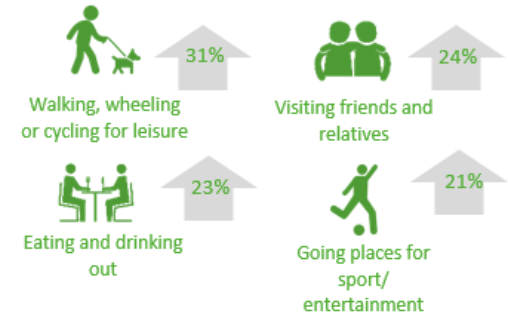 31%
Walking, wheeling
or cycling for leisure
24%
Visiting friends and
relatives
23%
Eating and drinking
out
21%
Going places for
sport/
entertainment